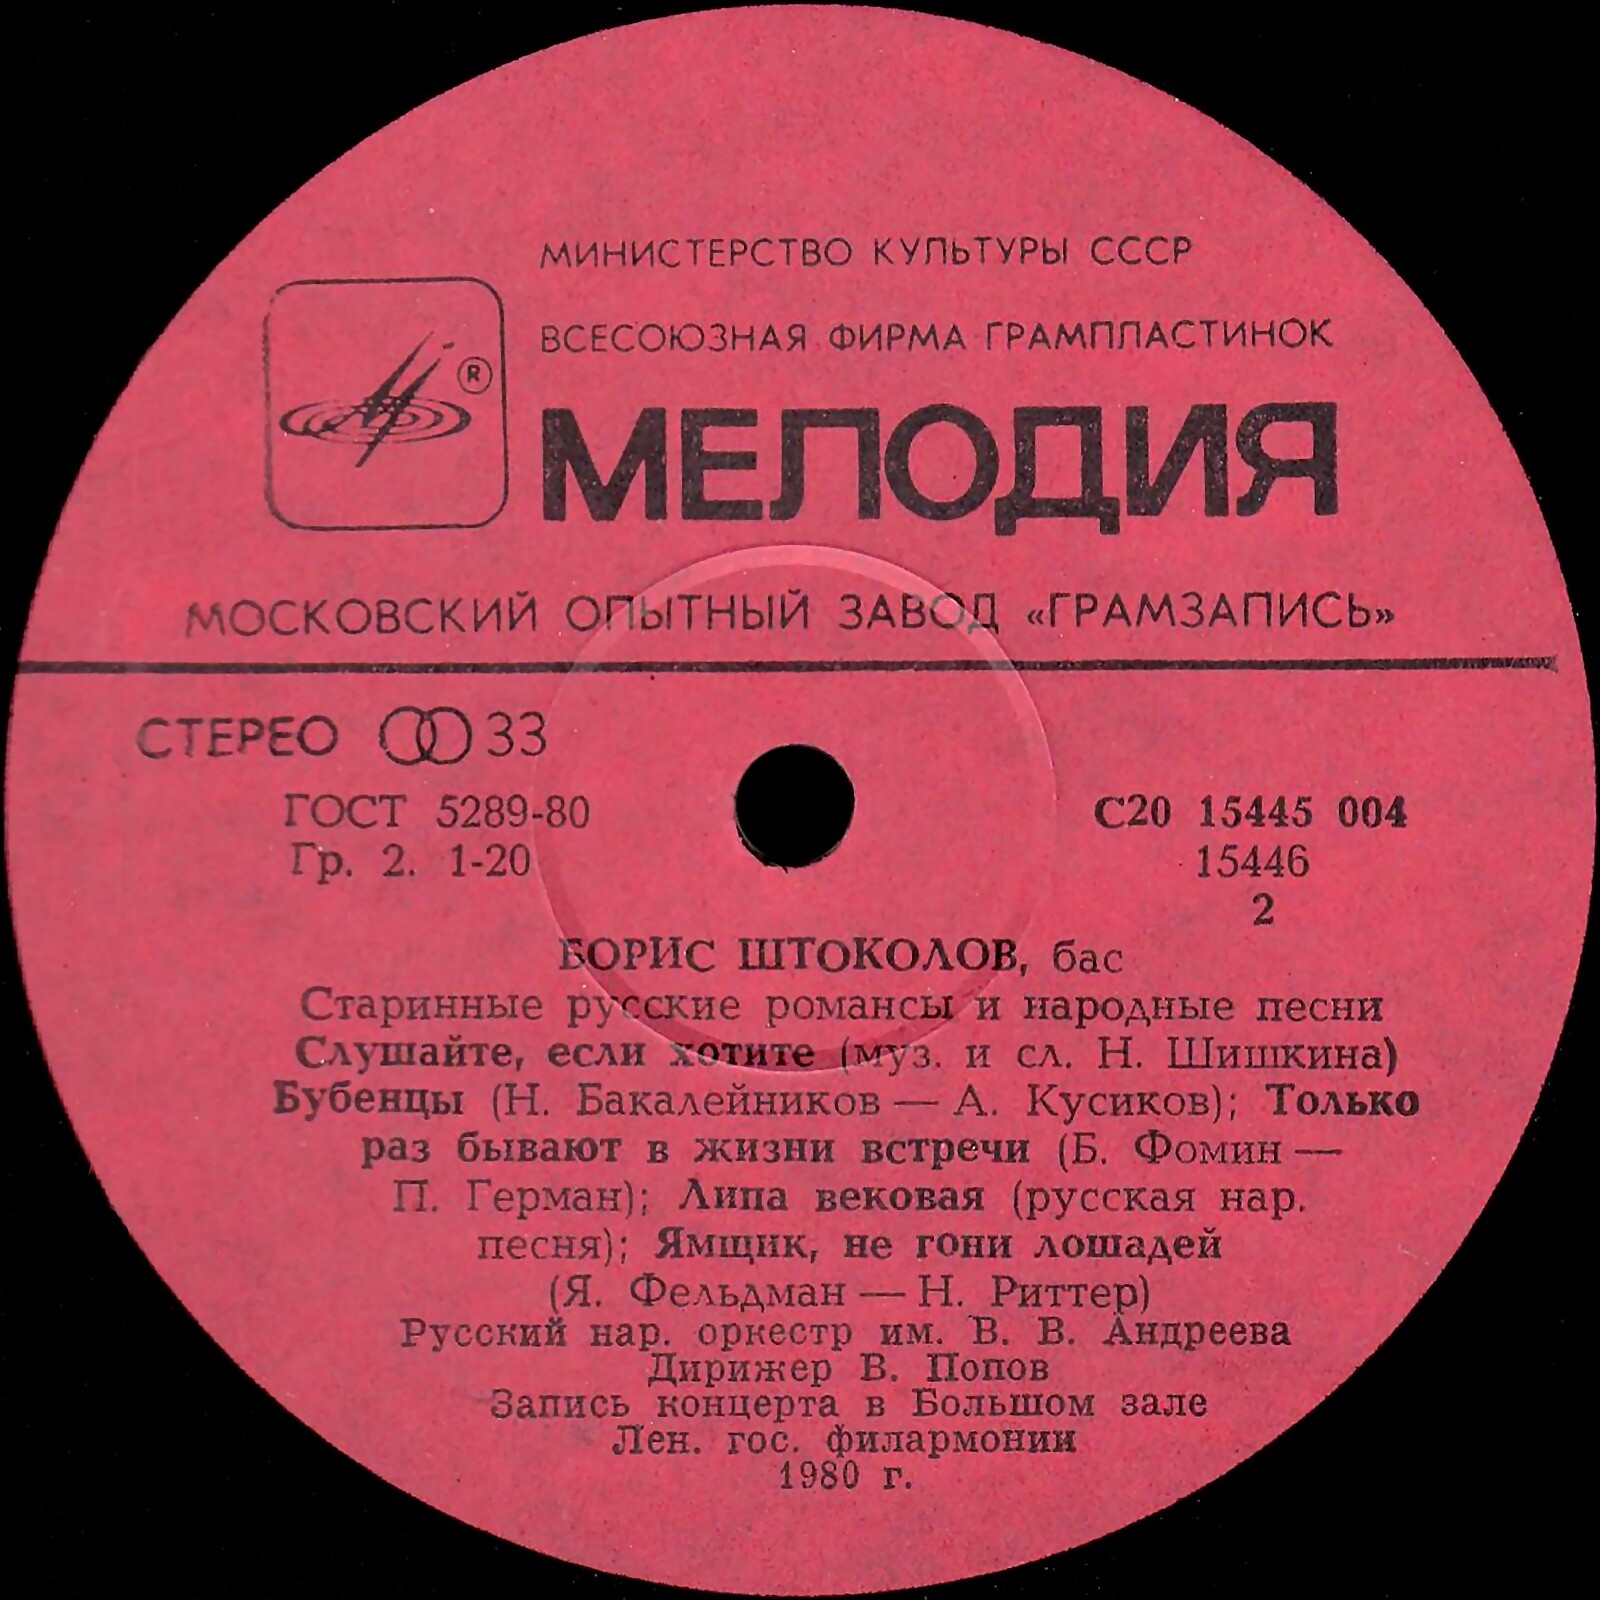 МИНИСТЕРСТВО КУЛЬТУРЫ СССР
ВСЕСОЮЗНАЯ ФИРМА ГРАМПЛАСТИНОК
®
МЕЛОДИЯ
МОСКОВСКИЙ ОПЫТНЫЙ ЗАВОД «ГРАМЗАПИСЬ»
СТЕРЕО 33
ГОСТ 5289-80 С20 15445 004
Гр. 2. 1-20 15446
2
БОРИС ШТОКОЛОВ, бас
Старинные русские романсы и народные песни
Слушайте, если хотите (муз. и сл. Н. Шишкина)
Бубенцы (Н. Бакалейников — А. Кусиков); Только
раз бывают в жизни встречи (Б. Фомин —
П. Герман); Липа вековая (русская нар.
песня); Ямщик, не гони лошадей
(Я. Фельдман — Н. Риттер)
Русский нар. оркестр им. В. В. Андреева
Дирижер В. Попов
Запись концерта в Большом зале
Лен. гос. филармонии
1980 г.